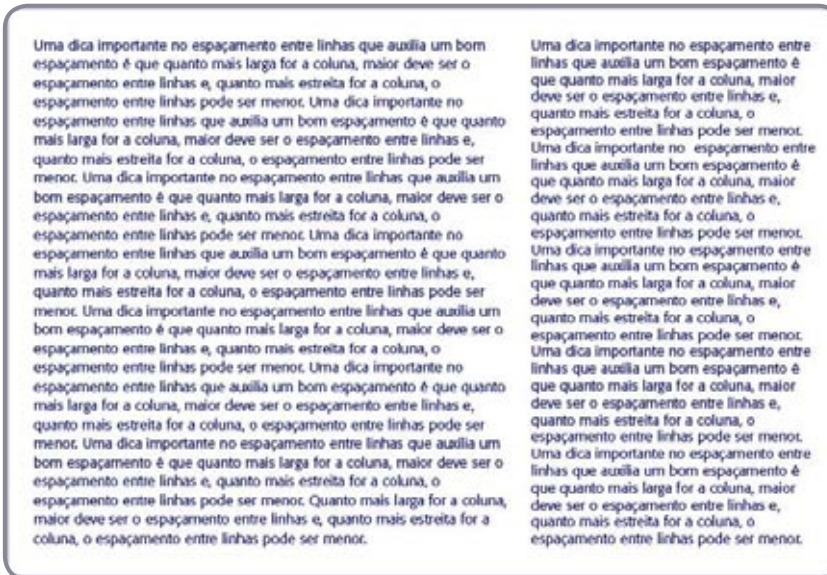 Uma dica importante no espaçamento entre linhas que auxilia um bom
espaçamento é que quanto mais larga for a coluna, maior deve ser o
espaçamento entre linhas e, quanto mais estreita for a coluna, o
espaçamento entre linhas pode ser menor. Uma dica importante no
espaçamento entre linhas que auxilia um bom espaçamento é que quanto
mais larga for a coluna, maior deve ser o espaçamento entre linhas e,
quanto mais estreita for a coluna, o espaçamento entre linhas pode ser
menor. Uma dica importante no espaçamento entre linhas que auxilia um
bom espaçamento é que quanto mais larga for a coluna, maior deve ser o
espaçamento entre linhas e, quanto mais estreita for a coluna, o
espaçamento entre linhas pode ser menor. Uma dica importante no
espaçamento entre linhas que auxilia um bom espaçamento é que quanto
mais larga for a coluna, maior deve ser o espaçamento entre linhas e,
quanto mais estreita for a coluna, o espaçamento entre linhas pode ser
menor. Uma dica importante no espaçamento entre linhas que auxilia um
bom espaçamento é que quanto mais larga for a coluna, maior deve ser o
espaçamento entre linhas e, quanto mais estreita for a coluna, o
espaçamento entre linhas pode ser menor. Uma dica importante no
espaçamento entre linhas que auxilia um bom espaçamento é que quanto
mais larga for a coluna, maior deve ser o espaçamento entre linhas e,
quanto mais estreita for a coluna, o espaçamento entre linhas pode ser
menor. Uma dica importante no espaçamento entre linhas que auxilia um
bom espaçamento é que quanto mais larga for a coluna, maior deve ser o
espaçamento entre linhas e, quanto mais estreita for a coluna, o
espaçamento entre linhas pode ser menor. Quanto mais larga for a coluna,
maior deve ser o espaçamento entre linhas e, quanto mais estreita for a
coluna, o espaçamento entre linhas pode ser menor.
Uma dica importante no espaçamento entre
linhas que auxilia um bom espaçamento é
que quanto mais larga for a coluna, maior
deve ser o espaçamento entre linhas e,
quanto mais estreita for a coluna, o
espaçamento entre linhas pode ser menor.
Uma dica importante no espaçamento entre
linhas que auxilia um bom espaçamento é
que quanto mais larga for a coluna, maior
deve ser o espaçamento entre linhas e,
quanto mais estreita for a coluna, o
espaçamento entre linhas pode ser menor.
Uma dica importante no espaçamento entre
linhas que auxilia um bom espaçamento é
que quanto mais larga for a coluna, maior
deve ser o espaçamento entre linhas e,
quanto mais estreita for a coluna, o
espaçamento entre linhas pode ser menor.
Uma dica importante no espaçamento entre
linhas que auxilia um bom espaçamento é
que quanto mais larga for a coluna, maior
deve ser o espaçamento entre linhas e,
quanto mais estreita for a coluna, o
espaçamento entre linhas pode ser menor.
Uma dica importante no espaçamento entre
linhas que auxilia um bom espaçamento é
que quanto mais larga for a coluna, maior
deve ser o espaçamento entre linhas e,
quanto mais estreita for a coluna, o
espaçamento entre linhas pode ser menor.